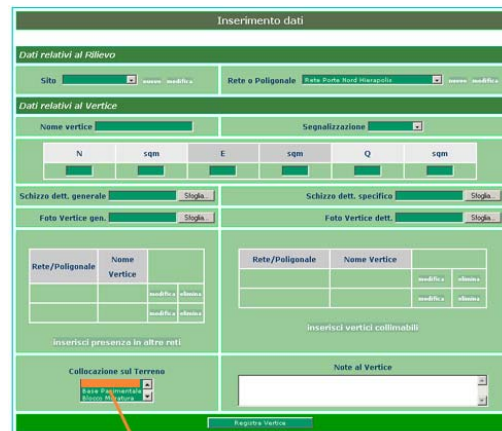 Inserimento dati
Dati relativi al Rilievo
Sito nuovo modifica Rete o Poligonale Rete Porta Nord Hierapolis nuovo modifica
Dati relativi al Vertice
Nome vertice Segnalizzazione
N sqm E sqm Q sqm
Schizzo dett. generale Sfoglia... Schizzo dett. specifico Sfoglia...
Foto Vertice gen. Sfoglia... Foto Vertice dett. Sfoglia...
Rete/Poligonale Nome Vertice
modifica elimina
modifica elimina
inserisci presenza in altre reti
Rete/Poligonale Nome Vertice
modifica elimina
modifica elimina
inserisci vertici collimabili
Collocazione sul Terreno
Base Pavimentale
Blocco Muratura
Note al Vertice
Registra Vertice